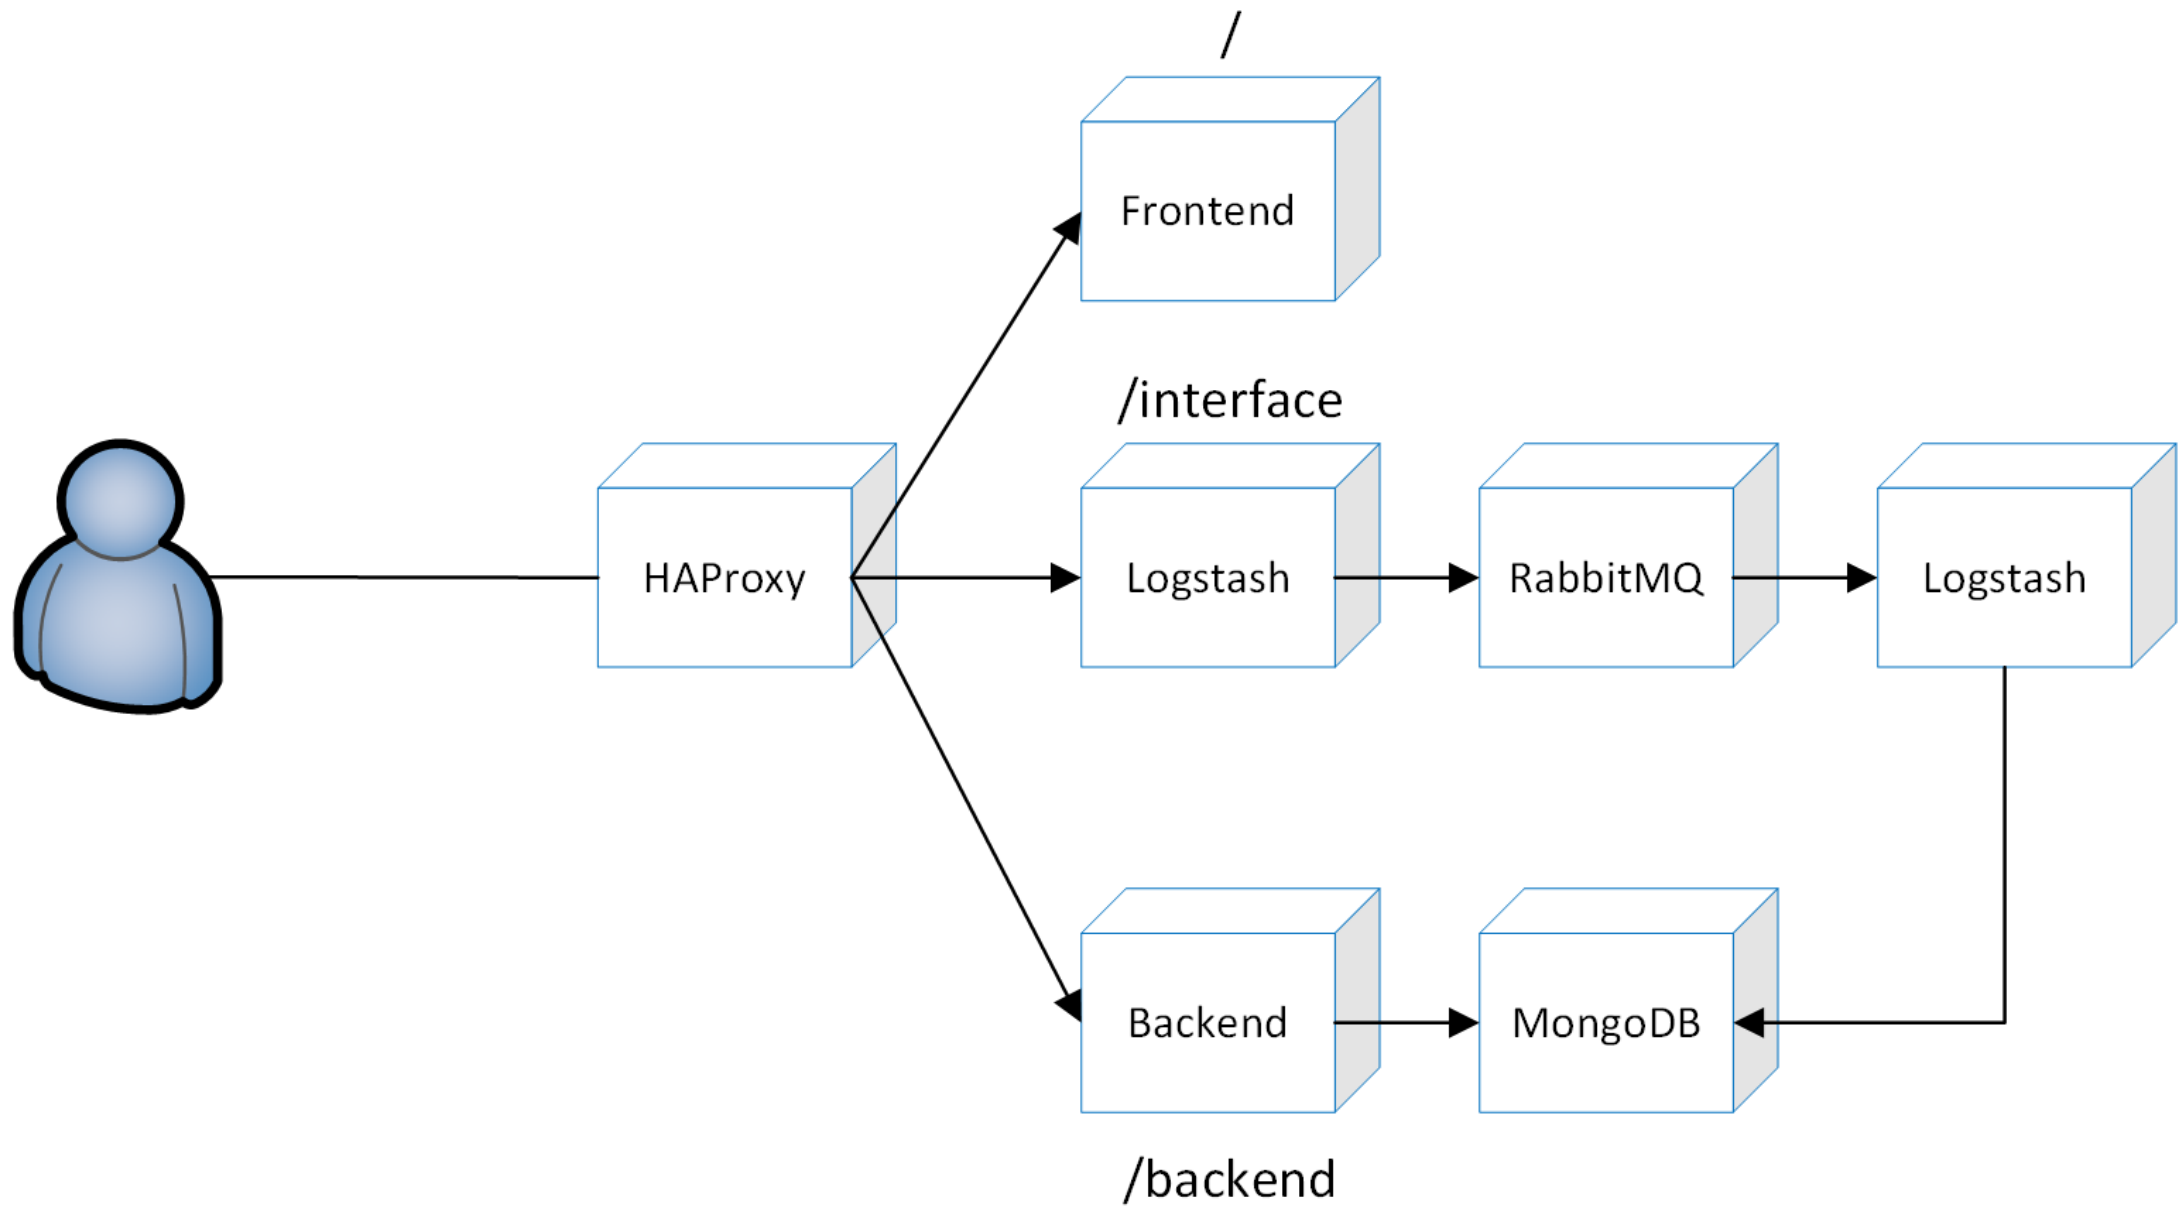 /
Frontend
/interface
HAProxy
Logstash
RabbitMQ
Logstash
Backend
MongoDB
/backend